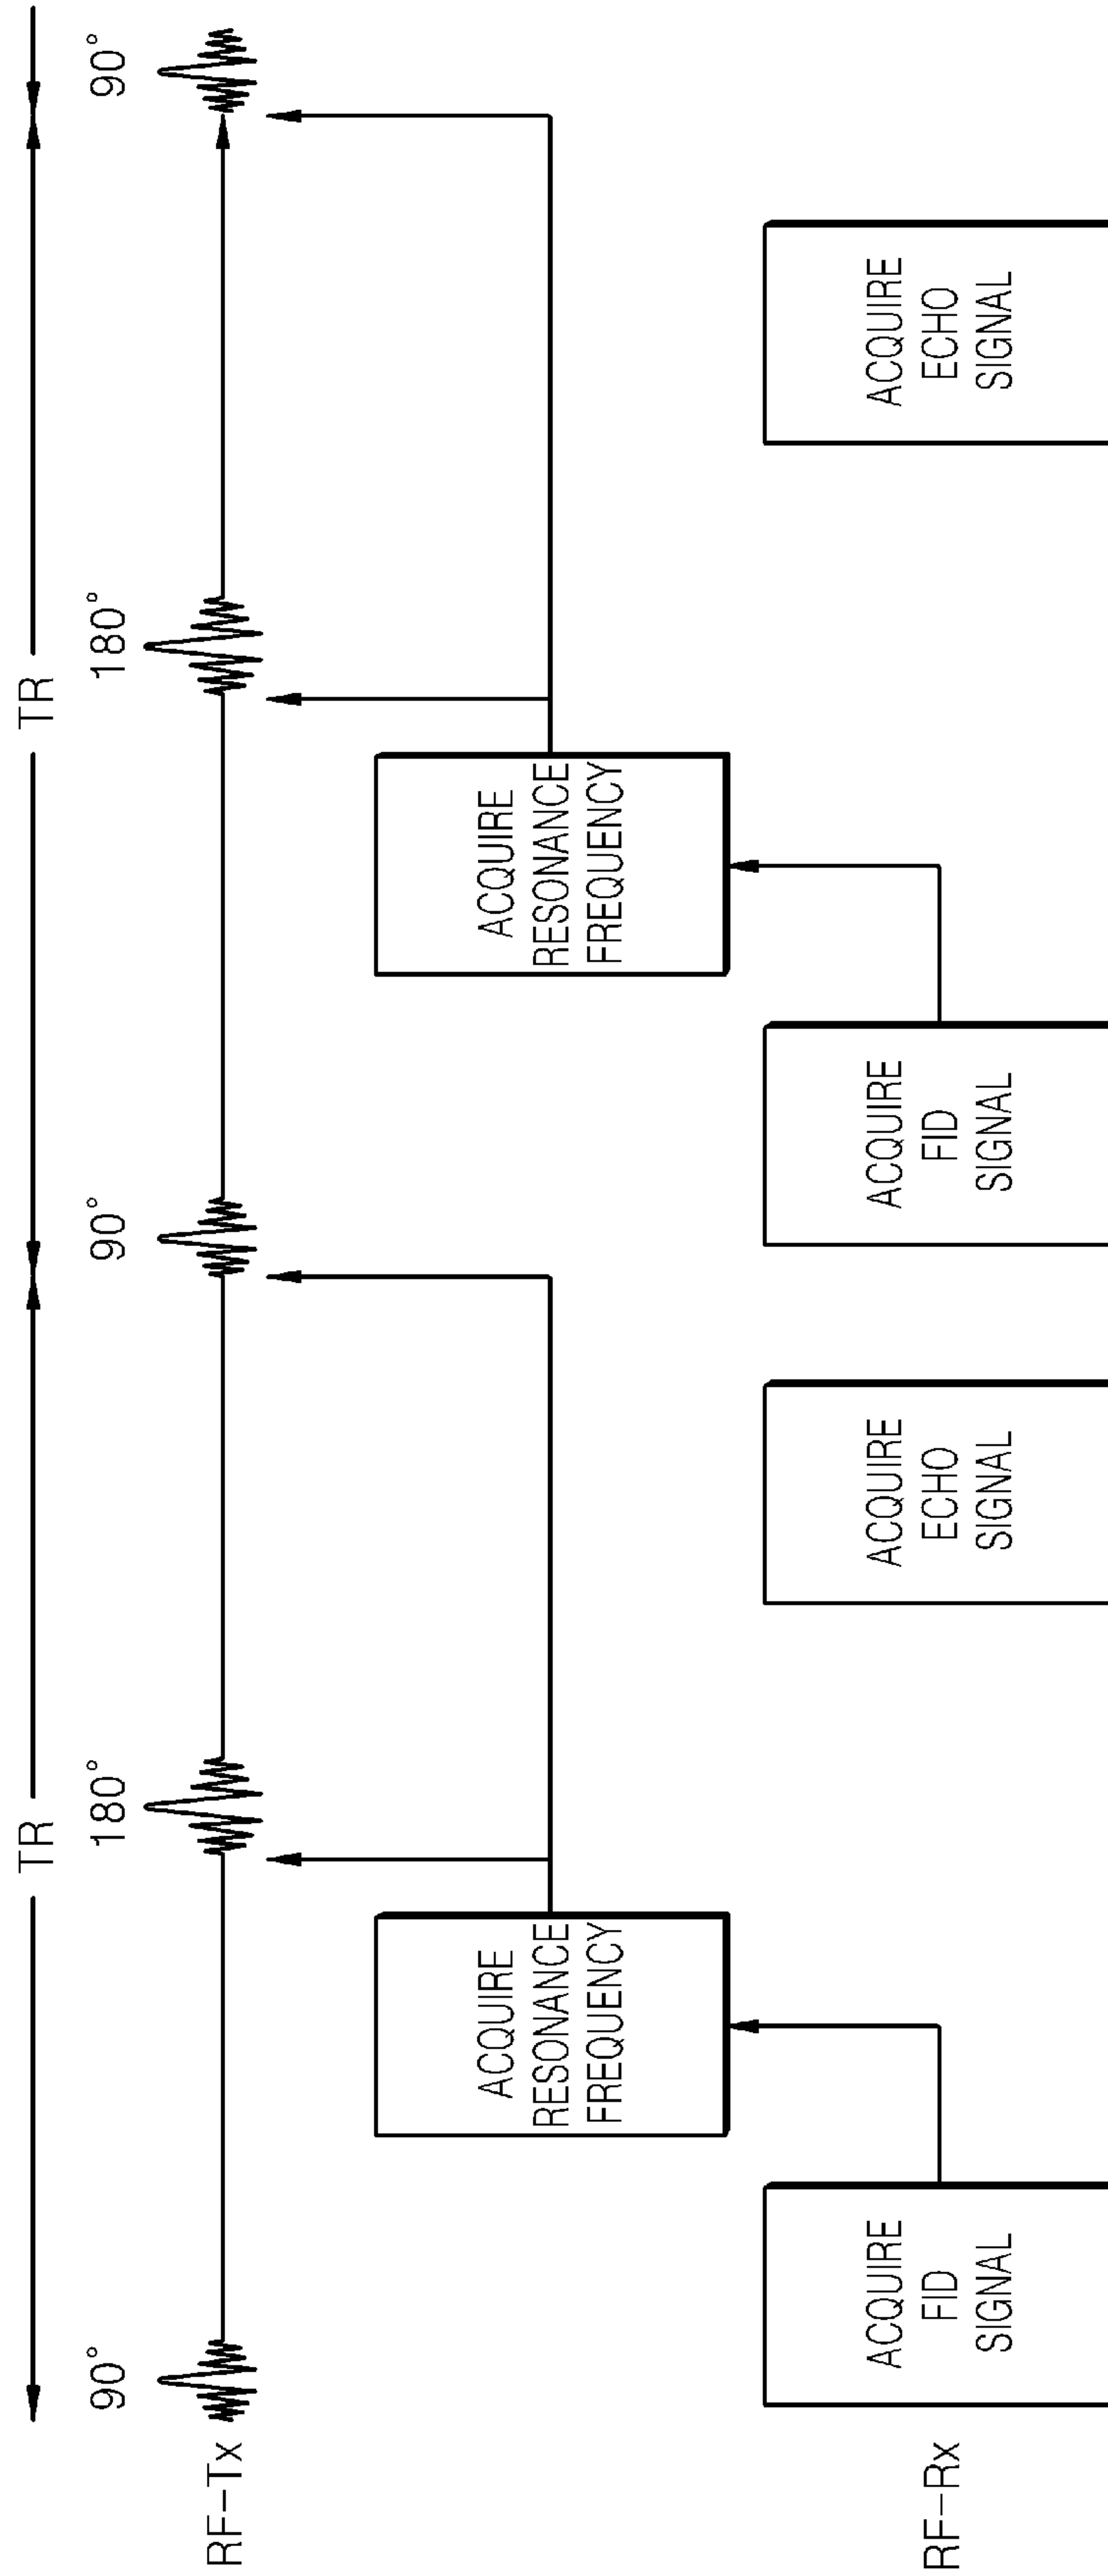 TR
TR
90°
180°
90°
180°
90°
RF-Tx
ACQUIRE
RESONANCE
FREQUENCY
ACQUIRE
RESONANCE
FREQUENCY
RF-Rx
ACQUIRE
FID
SIGNAL
ACQUIRE
ECHO
SIGNAL
ACQUIRE
FID
SIGNAL
ACQUIRE
ECHO
SIGNAL